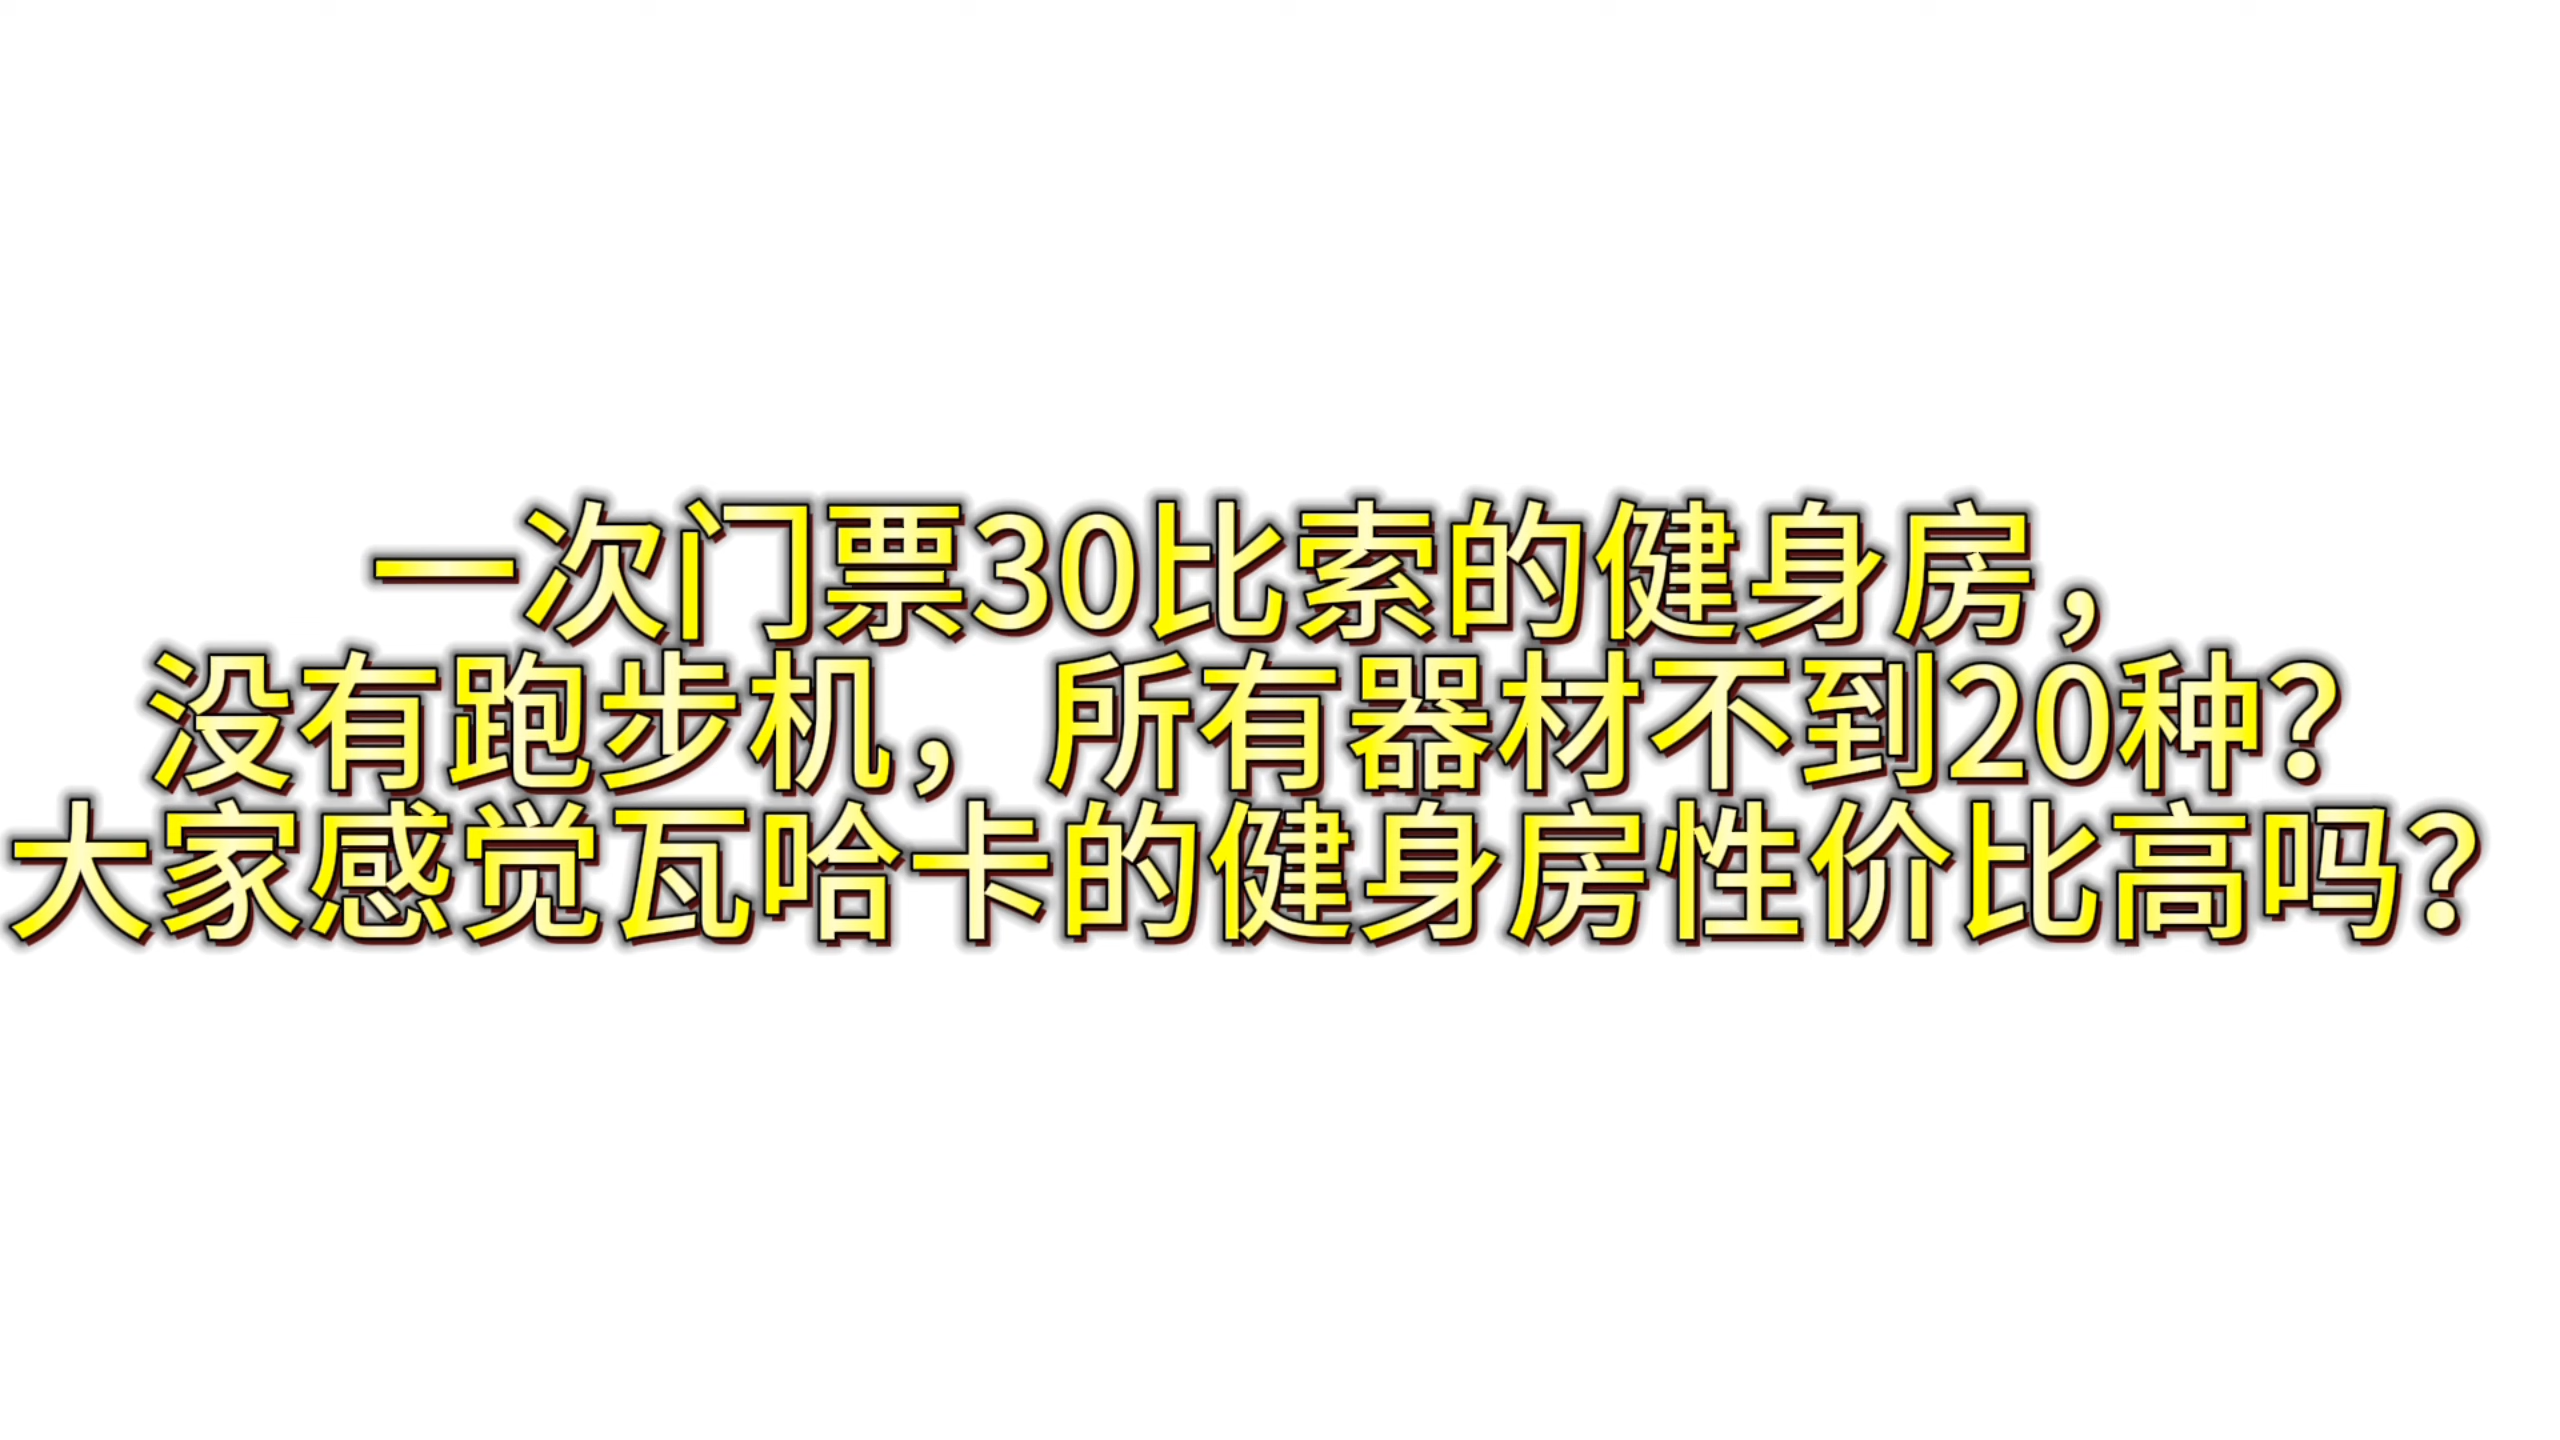 一次门票30比索的健身房，
没有跑步机，所有器材不到20种？
大家感觉瓦哈卡的健身房性价比高吗？